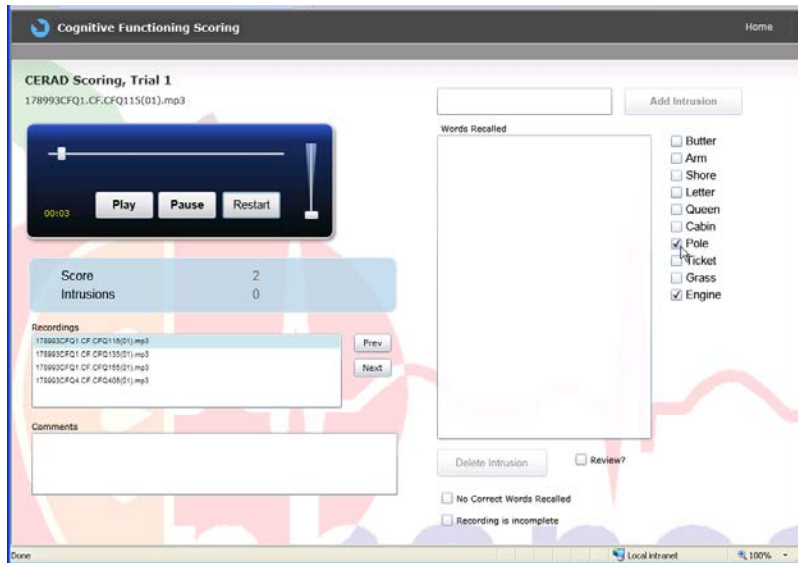 Cognitive Functioning Scoring
Home
CERAD Scoring, Trial 1
178993CFQ1.CF.CFQ115(01).mp3
00:03
Play
Pause
Restart
Score 2
Intrusions 0
Recordings
178993CFQ1.CF.CFQ115(01).mp3
178993CFQ1.CF.CFQ135(01).mp3
178993CFQ1.CF.CFQ155(01).mp3
178993CFQ4.CF.CFQ405(01).mp3
Prev
Next
Comments
Add Intrusion
Words Recalled
Butter
Arm
Shore
Letter
Queen
Cabin
Pole
Ticket
Grass
Engine
Delete Intrusion
Review?
No Correct Words Recalled
Recording is incomplete
Done
Local intranet
100%